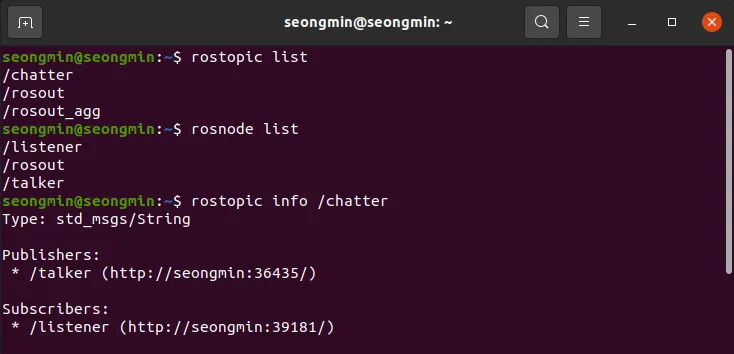 seongmin@seongmin: ~
seongmin@seongmin:~$ rostopic list
/chatter
/rosout
/rosout_agg
seongmin@seongmin:~$ rosnode list
/listener
/rosout
/talker
seongmin@seongmin:~$ rostopic info /chatter
Type: std_msgs/String
Publishers:
* /talker (http://seongmin:36435/)
Subscribers:
* /listener (http://seongmin:39181/)